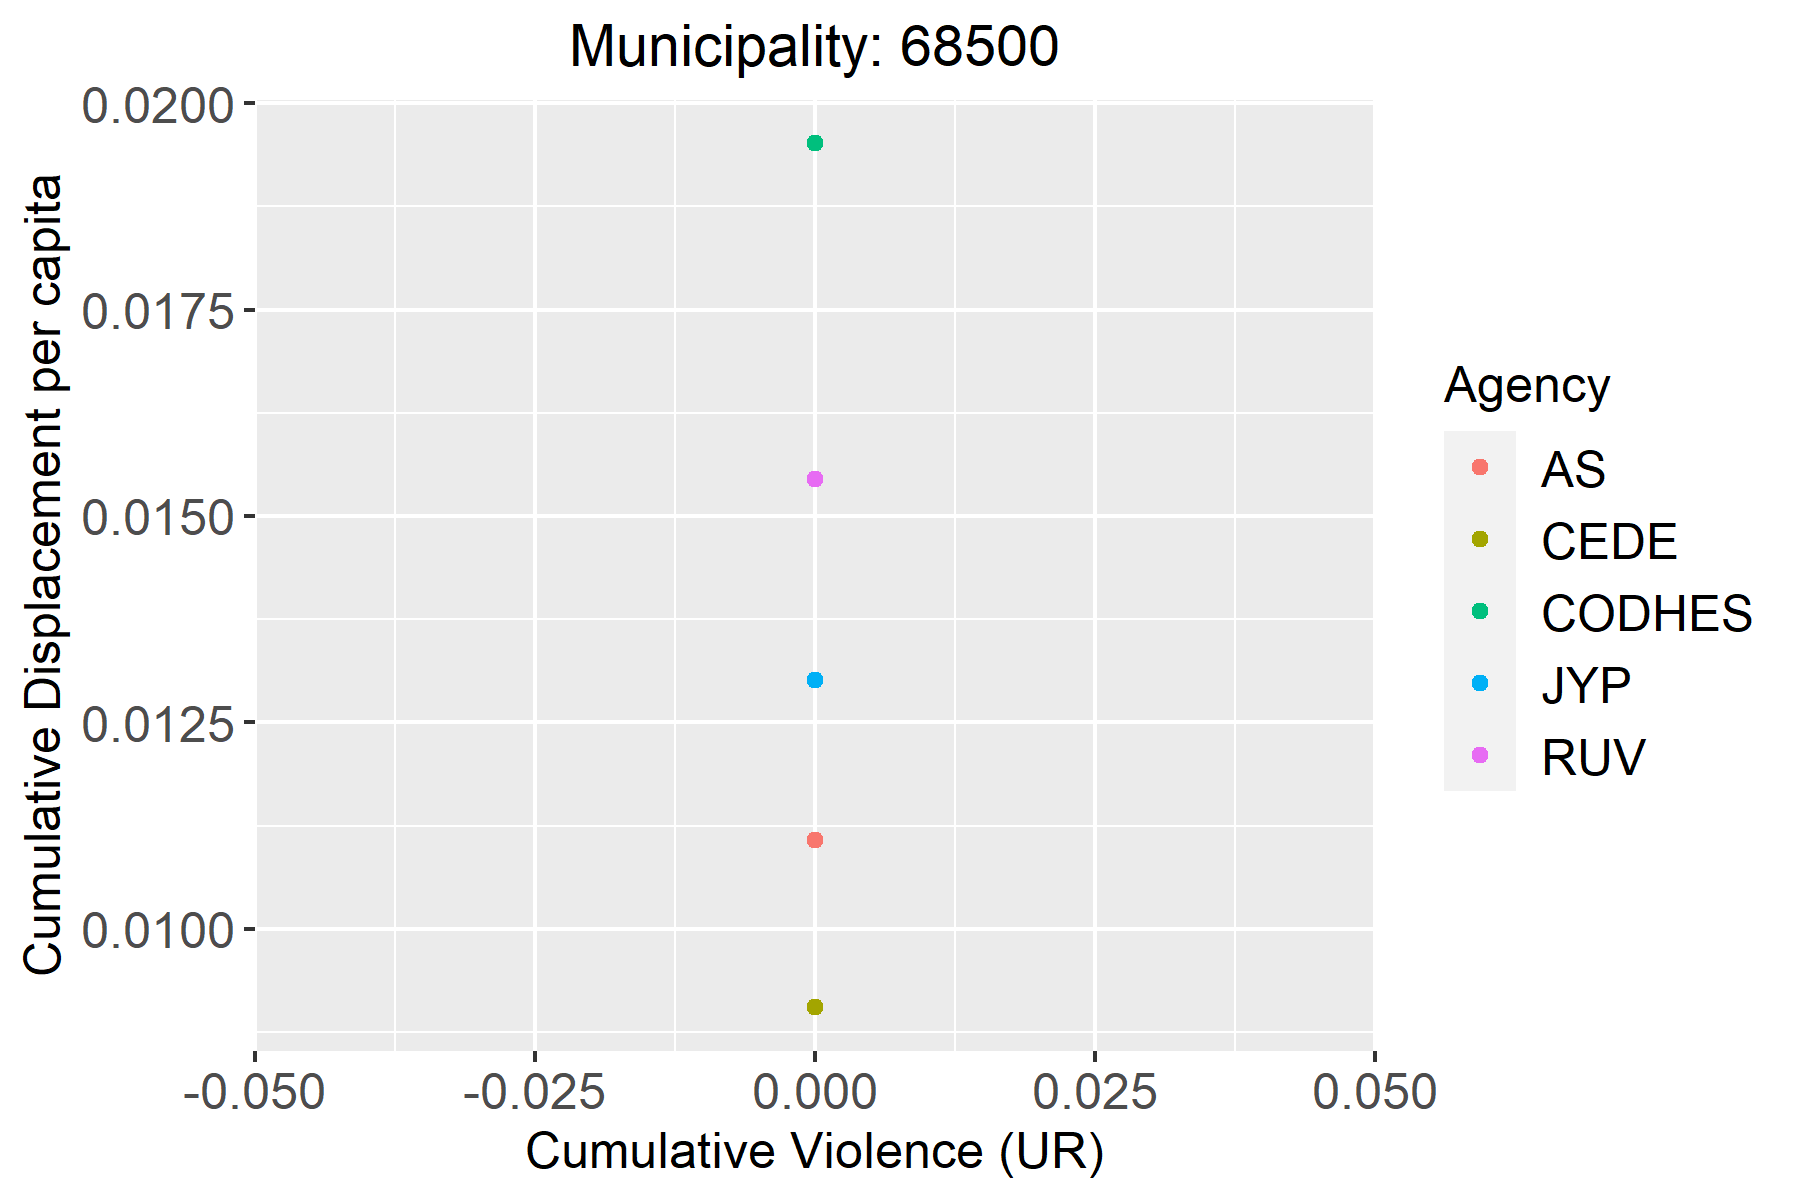 Municipality: 68500
Cumulative Displacement per capita
0.0200
0.0175
0.0150
0.0125
0.0100
-0.050
-0.025
0.000
0.025
0.050
Cumulative Violence (UR)
Agency
AS
CEDE
CODHES
JYP
RUV